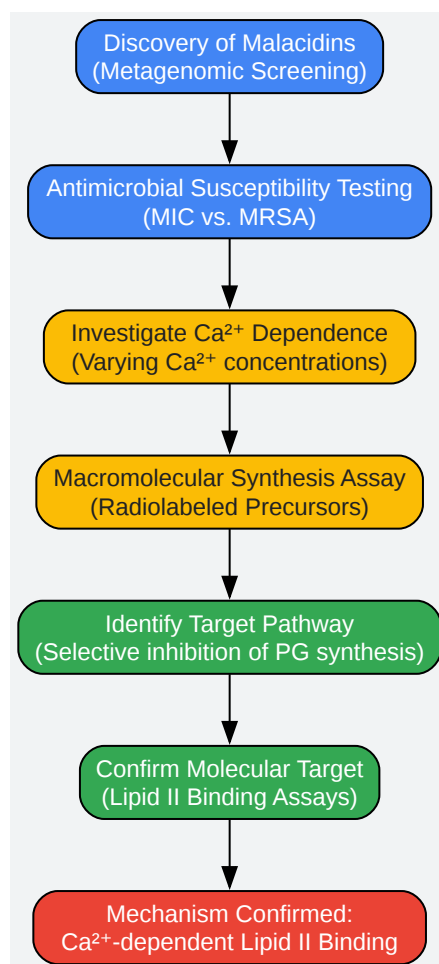 Discovery of Malacidins
(Metagenomic Screening)
Antimicrobial Susceptibility Testing
(MIC vs. MRSA)
Investigate Ca²⁺ Dependence
(Varying Ca²⁺ concentrations)
Macromolecular Synthesis Assay
(Radiolabeled Precursors)
Identify Target Pathway
(Selective inhibition of PG synthesis)
Confirm Molecular Target
(Lipid II Binding Assays)
Mechanism Confirmed:
Ca²⁺-dependent Lipid II Binding